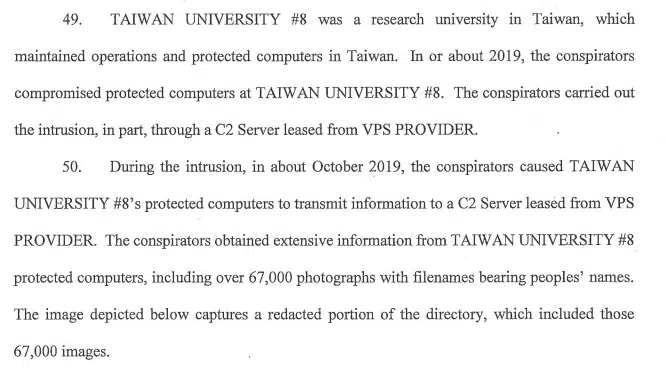 49. TAIWAN UNIVERSITY #8 was a research university in Taiwan, which
maintained operations and protected computers in Taiwan. In or about 2019, the conspirators
compromised protected computers at TAIWAN UNIVERSITY #8. The conspirators carried out
the intrusion, in part, through a C2 Server leased from VPS PROVIDER.
50. During the intrusion, in about October 2019, the conspirators caused TAIWAN
UNIVERSITY #8's protected computers to transmit information to a C2 Server leased from VPS
PROVIDER. The conspirators obtained extensive information from TAIWAN UNIVERSITY #8
protected computers, including over 67,000 photographs with filenames bearing peoples' names.
The image depicted below captures a redacted portion of the directory, which included those
67,000 images.